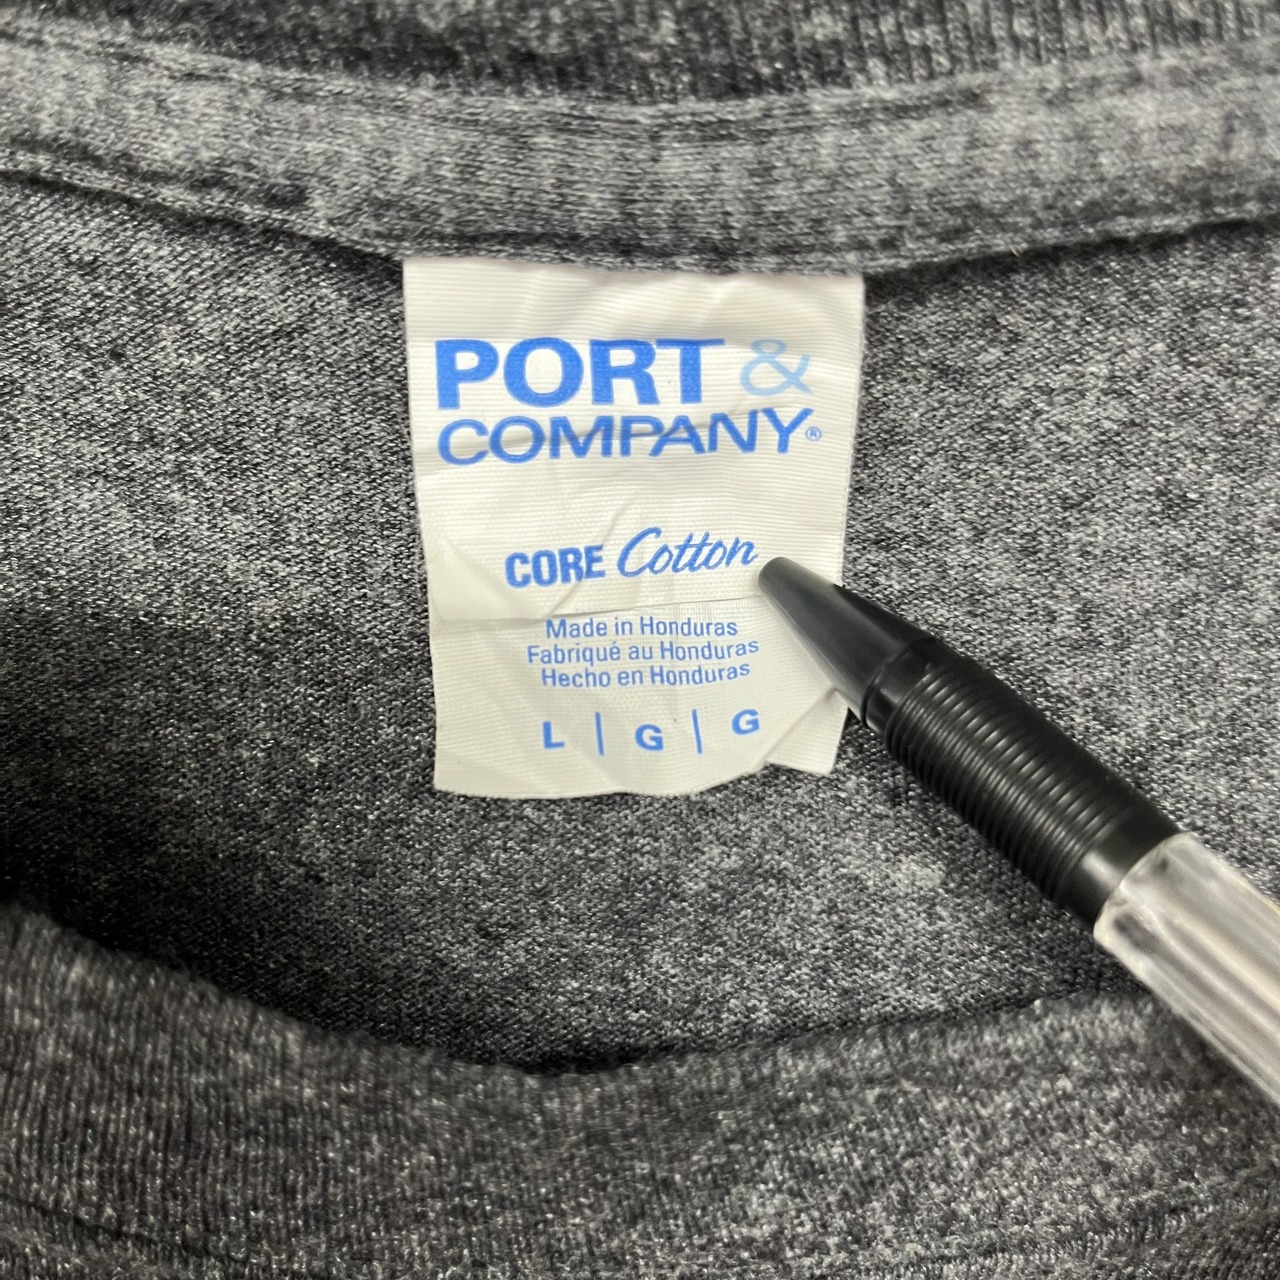 PORT &
COMPANY®
CORE Cotton
Made in Honduras
Fabriqué au Honduras
Hecho en Honduras
L | G | G